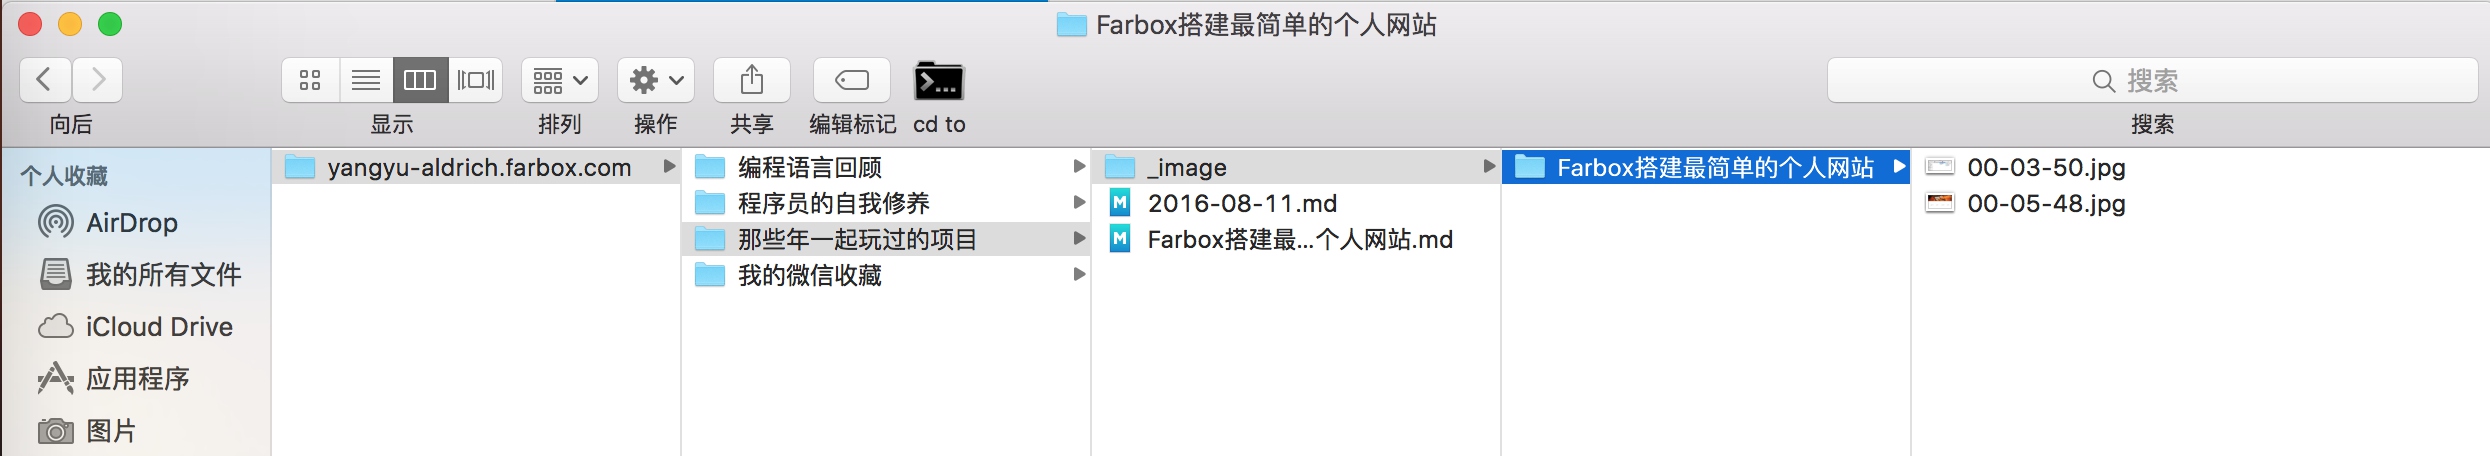 Farbox搭建最简单的个人网站
搜索
向后
显示
排列
操作
共享
编辑标记
cd to
搜索
个人收藏
AirDrop
我的所有文件
iCloud Drive
应用程序
图片
yangyu-aldrich.farbox.com
编程语言回顾
程序员的自我修养
那些年一起玩过的项目
我的微信收藏
_image
2016-08-11.md
Farbox搭建最...个人网站.md
Farbox搭建最简单的个人网站
00-03-50.jpg
00-05-48.jpg